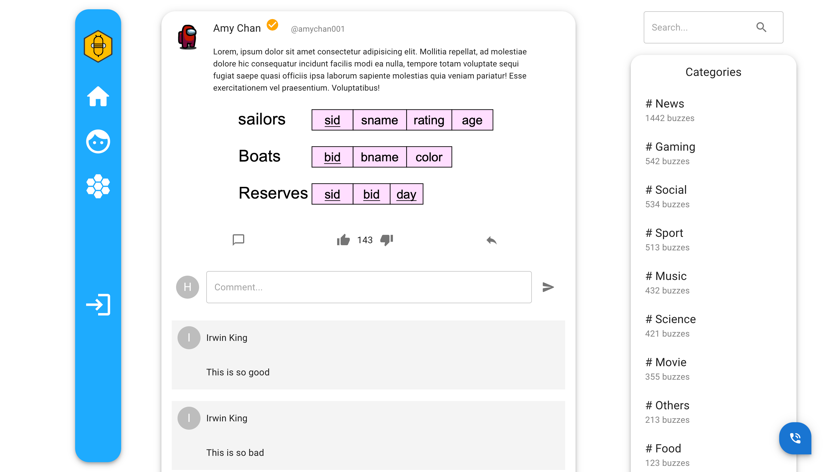 Amy Chan
@amychan001
Lorem, ipsum dolor sit amet consectetur adipisicing elit. Mollitia repellat, ad molestiae
dolore hic consequatur incidunt facilis modi ea nulla, tempore totam voluptate sequi
fugiat saepe quasi officiis ipsa laborum sapiente molestias quia veniam pariatur! Esse
exercitationem vel praesentium. Voluptatibus!
sailors sid sname rating age
Boats bid bname color
Reserves sid bid day
143
H
Comment...
I
Irwin King
This is so good
I
Irwin King
This is so bad
Search...
Categories
# News
1442 buzzes
# Gaming
542 buzzes
# Social
534 buzzes
# Sport
513 buzzes
# Music
432 buzzes
# Science
421 buzzes
# Movie
355 buzzes
# Others
213 buzzes
# Food
123 buzzes